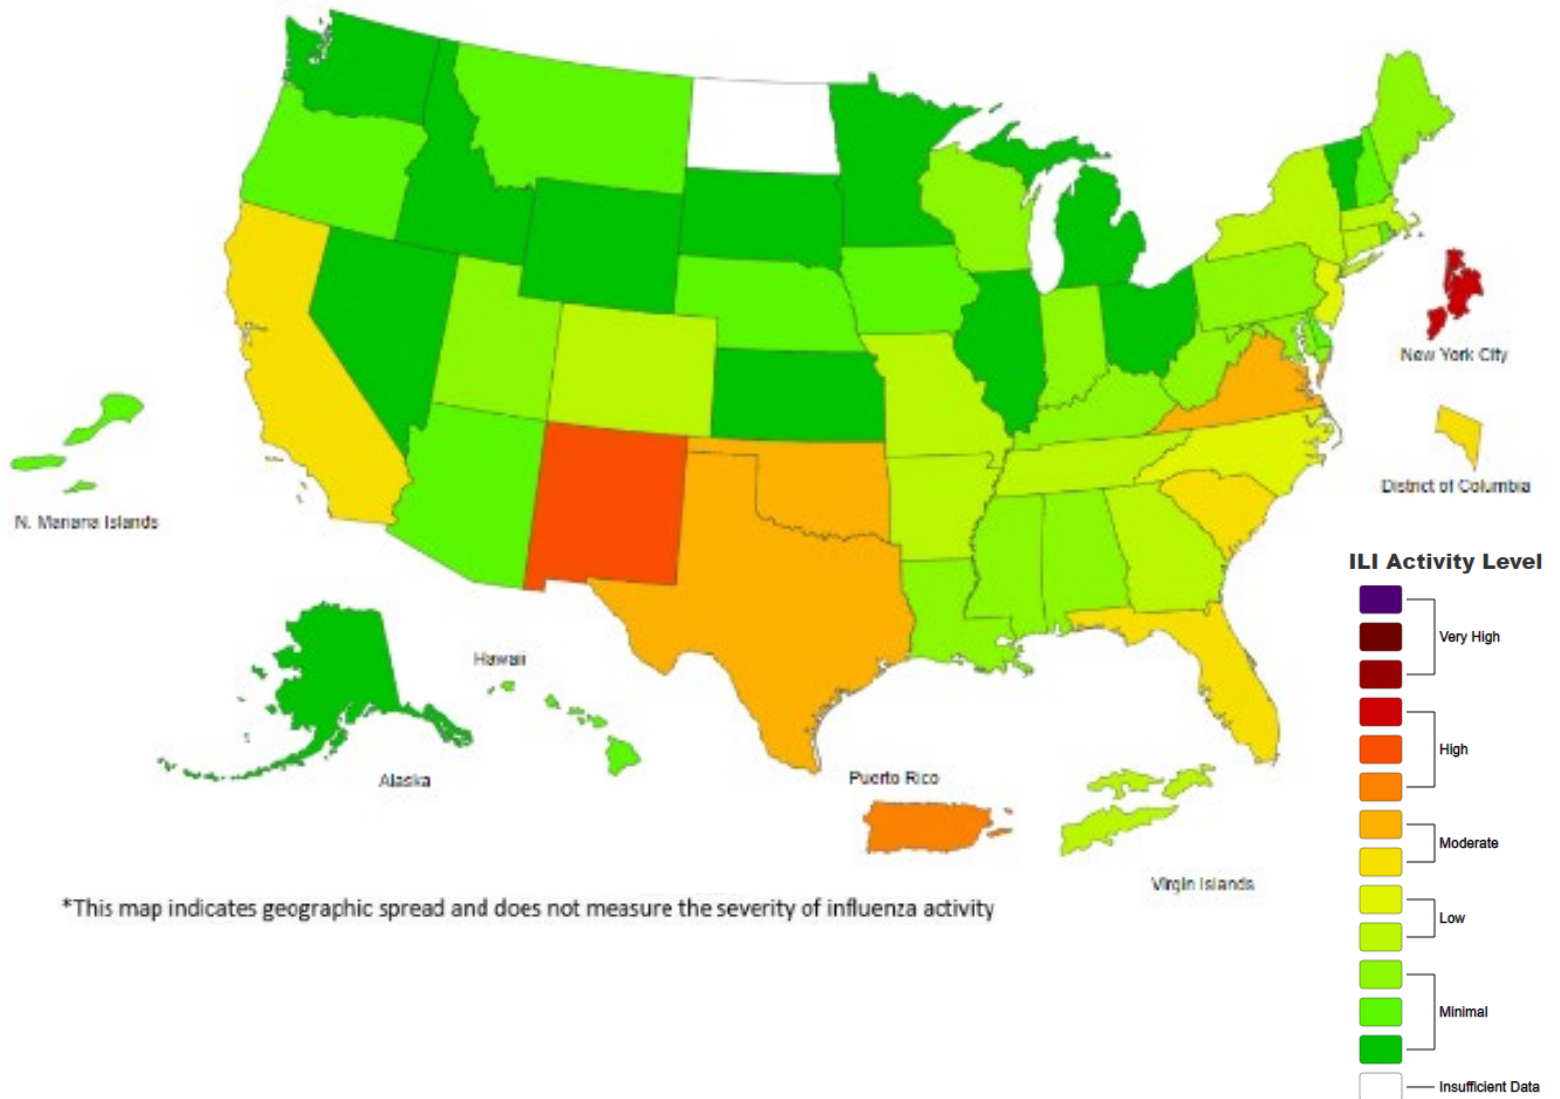 New York City
District of Columbia
N. Mariana Islands
ILI Activity Level
Very High
Hawaii
High
Alaska
Puerto Rico
Moderate
Virgin Islands
*This map indicates geographic spread and does not measure the severity of influenza activity
Low
Minimal
Insufficient Data